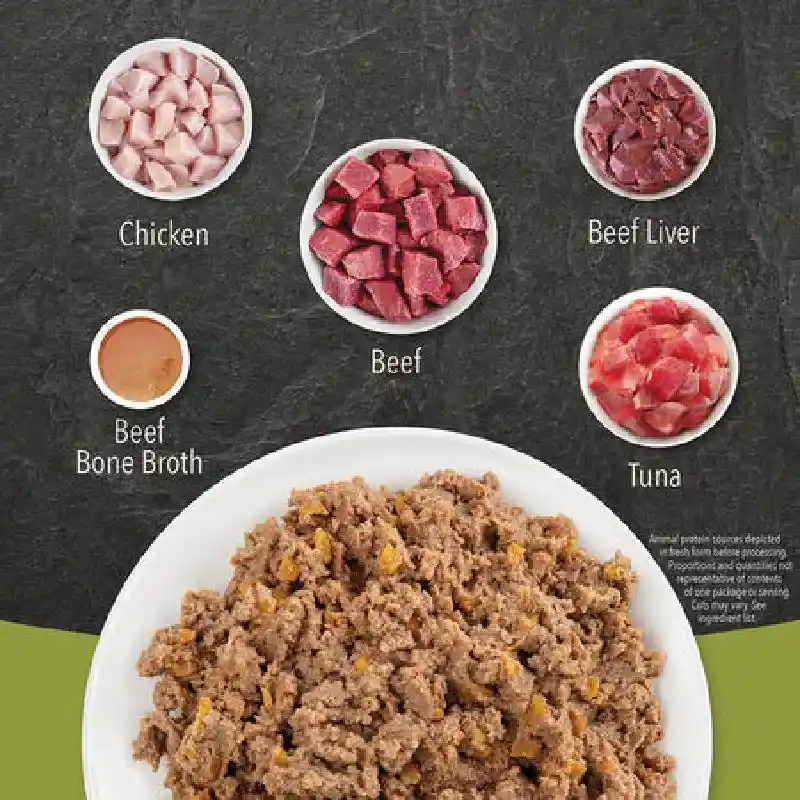 Chicken
Beef Liver
Beef
Beef
Bone Broth
Tuna
Animal protein sources depicted
in fresh form before processing.
Proportions and quantities not
representative of contents
of one package or serving.
Cuts may vary. See
ingredient list.